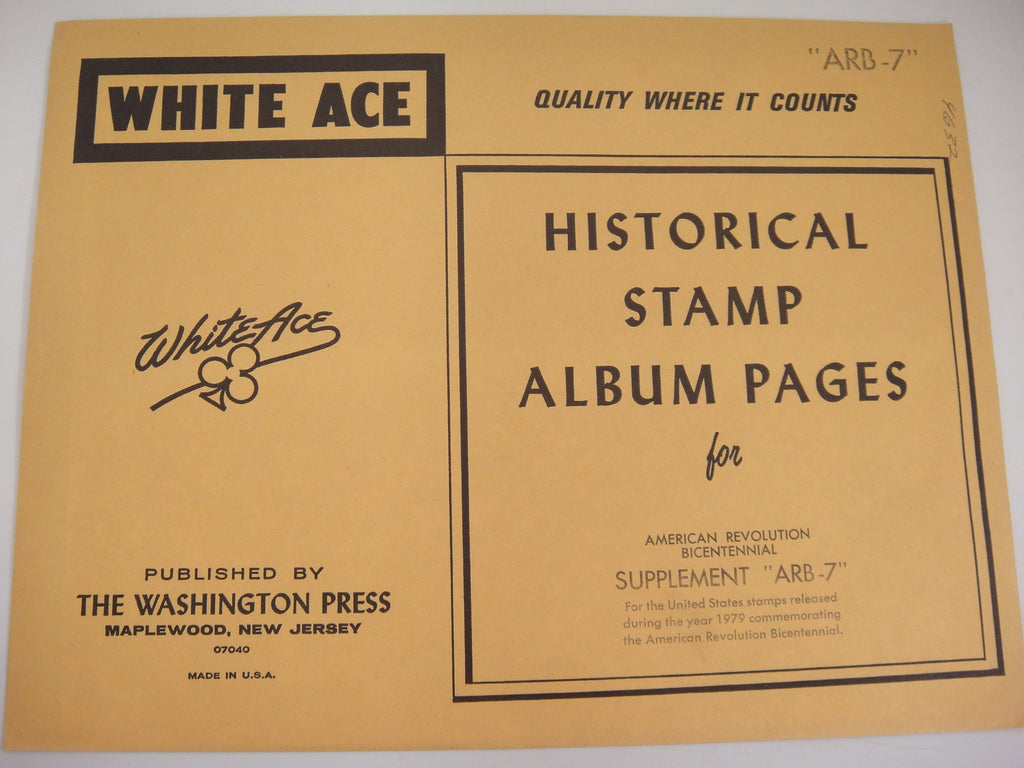 "ARB-7"
WHITE ACE
QUALITY WHERE IT COUNTS
4632
HISTORICAL
STAMP
ALBUM PAGES
for
White Ace
AMERICAN REVOLUTION
BICENTENNIAL
SUPPLEMENT "ARB-7"
For the United States stamps released
during the year 1979 commemorating
the American Revolution Bicentennial.
PUBLISHED BY
THE WASHINGTON PRESS
MAPLEWOOD, NEW JERSEY
07040
MADE IN U.S.A.